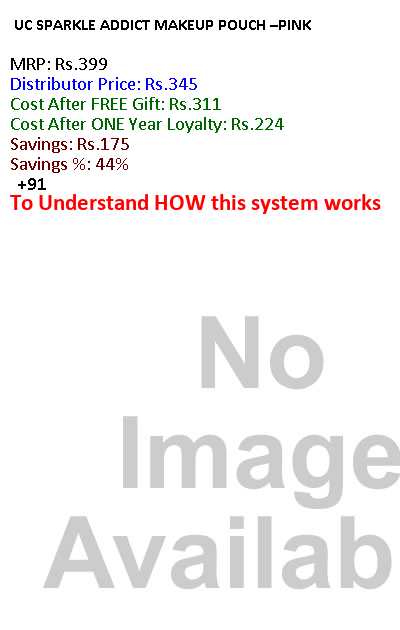 UC SPARKLE ADDICT MAKEUP POUCH –PINK
MRP: Rs.399
Distributor Price: Rs.345
Cost After FREE Gift: Rs.311
Cost After ONE Year Loyalty: Rs.224
Savings: Rs.175
Savings %: 44%
+91
To Understand HOW this system works
No
Image
Availab